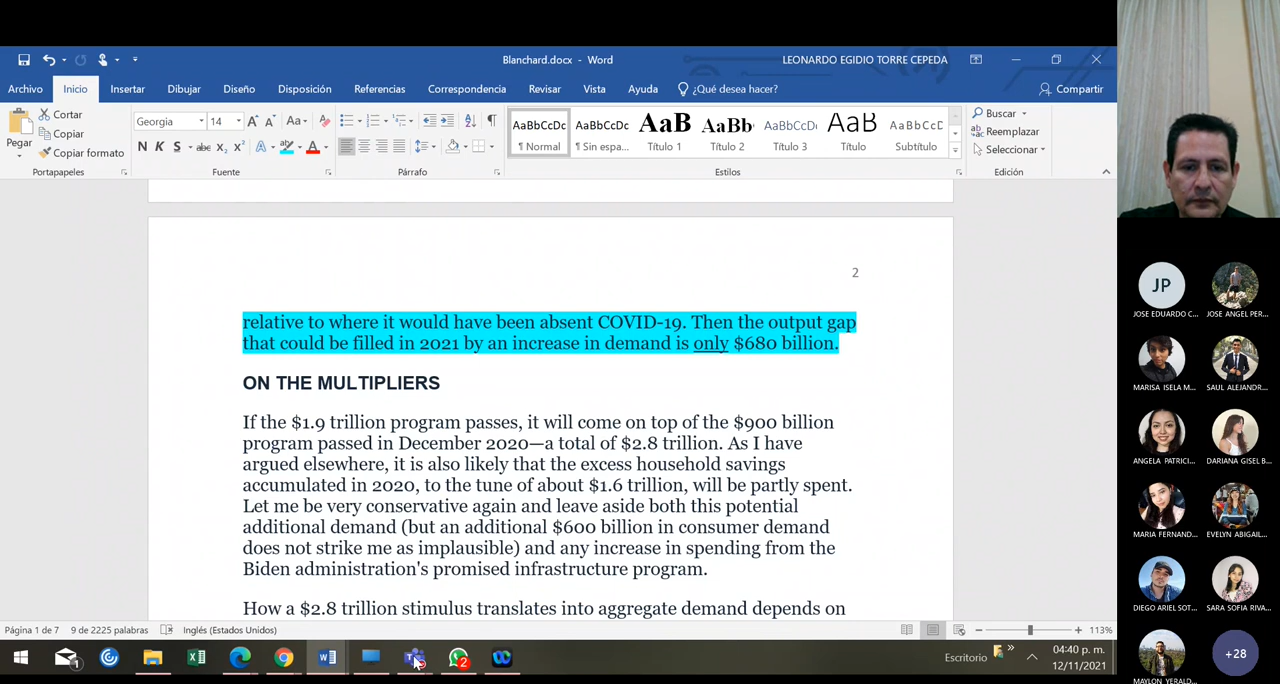 Blanchard.docx - Word
LEONARDO EGIDIO TORRE CEPEDA
Archivo Inicio Insertar Dibujar Diseño Disposición Referencias Correspondencia Revisar Vista Ayuda ¿Qué desea hacer? Compartir
Pegar
Cortar
Copiar
Copiar formato
Portapapeles
Georgia 14
N K S abc
Fuente
Párrafo
AaBbCcDc AaBbCcDc AaB AaBb AaBbCcDc AaB AaBbCcD
¶ Normal ¶ Sin espa... Título 1 Título 2 Título 3 Título Subtítulo
Estilos
Buscar
Reemplazar
Seleccionar
Edición
2
relative to where it would have been absent COVID-19. Then the output gap
that could be filled in 2021 by an increase in demand is only $680 billion.
ON THE MULTIPLIERS
If the $1.9 trillion program passes, it will come on top of the $900 billion
program passed in December 2020—a total of $2.8 trillion. As I have
argued elsewhere, it is also likely that the excess household savings
accumulated in 2020, to the tune of about $1.6 trillion, will be partly spent.
Let me be very conservative again and leave aside both this potential
additional demand (but an additional $600 billion in consumer demand
does not strike me as implausible) and any increase in spending from the
Biden administration's promised infrastructure program.
How a $2.8 trillion stimulus translates into aggregate demand depends on
Página 1 de 7 9 de 2225 palabras Inglés (Estados Unidos) 113%
Escritorio
04:40 p. m.
12/11/2021
JP
JOSE EDUARDO C... JOSE ANGEL PER...
MARISA ISELA M... SAUL ALEJANDR...
ANGELA PATRICI... DARIANA GISEL B...
MARIA FERNAND... EVELYN ABIGAIL...
DIEGO ARIEL SOT... SARA SOFIA RIVA...
MAYLON YERALD...
+28